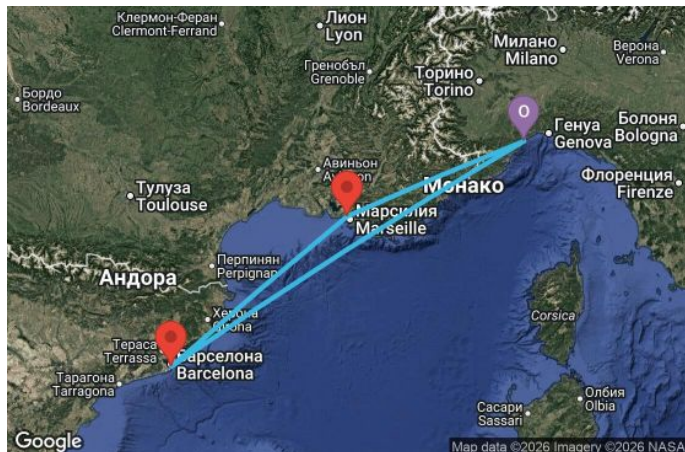 Клермон-Феран
Clermont-Ferrand
Лион
Lyon
Милано
Milano
Верона
Verona
Гренобъл
Grenoble
Торино
Torino
Бордо
Bordeaux
О
Генуа
Genova
Болоня
Bologna
Авиньон
Тулуза
Toulouse
Монако
Флоренция
Firenze
Марсилия
Marseille
Перпинян
Perpignan
Андора
Corsica
Тераса
Terrassa
Барселона
Barcelona
Тарагона
Tarragona
Олбия
Olbia
Сасари
Sassari
Google
Map data ©2026 Imagery ©2026 NASA